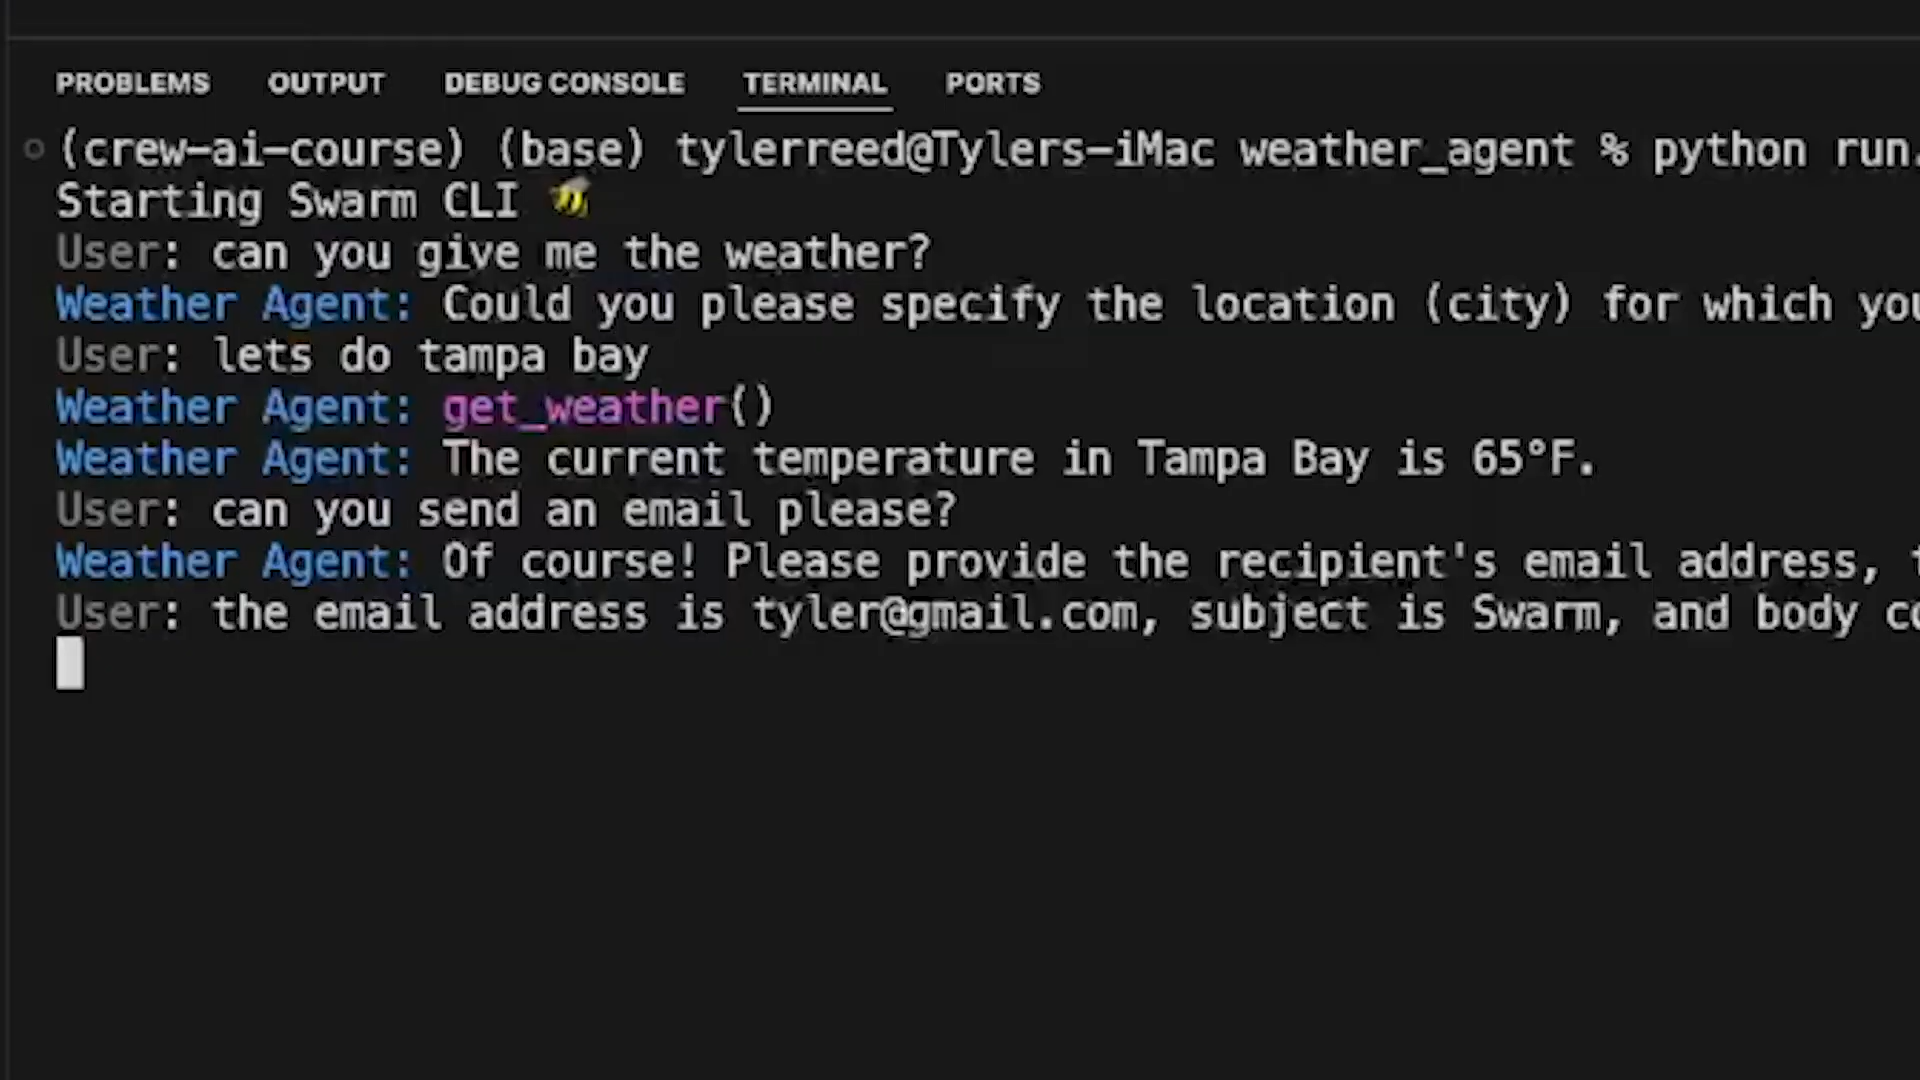 PROBLEMS OUTPUT DEBUG CONSOLE TERMINAL PORTS
(crew-ai-course) (base) tylerreed@Tylers-iMac weather_agent % python run.
Starting Swarm CLI 🐝
User: can you give me the weather?
Weather Agent: Could you please specify the location (city) for which you
User: lets do tampa bay
Weather Agent: get_weather()
Weather Agent: The current temperature in Tampa Bay is 65°F.
User: can you send an email please?
Weather Agent: Of course! Please provide the recipient's email address,
User: the email address is tyler@gmail.com, subject is Swarm, and body